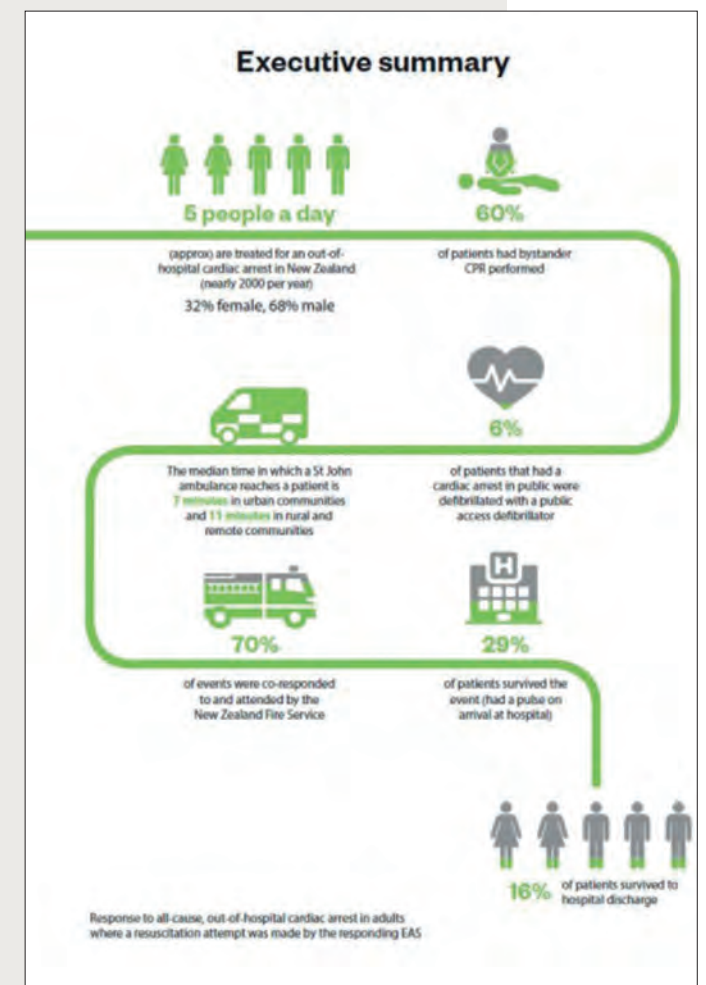 Executive summary
5 people a day
(approx) are treated for an out-of-
hospital cardiac arrest in New Zealand
(nearly 2000 per year)
32% female, 68% male
60%
of patients had bystander
CPR performed
The median time in which a St John
ambulance reaches a patient is
7 minutes in urban communities
and 11 minutes in rural and
remote communities
6%
of patients that had a
cardiac arrest in public were
defibrillated with a public
access defibrillator
70%
of events were co-responded
to and attended by the
New Zealand Fire Service
H
29%
of patients survived the
event (had a pulse on
arrival at hospital)
16%
of patients survived to
hospital discharge
Response to all-cause, out-of-hospital cardiac arrest in adults
where a resuscitation attempt was made by the responding EAS